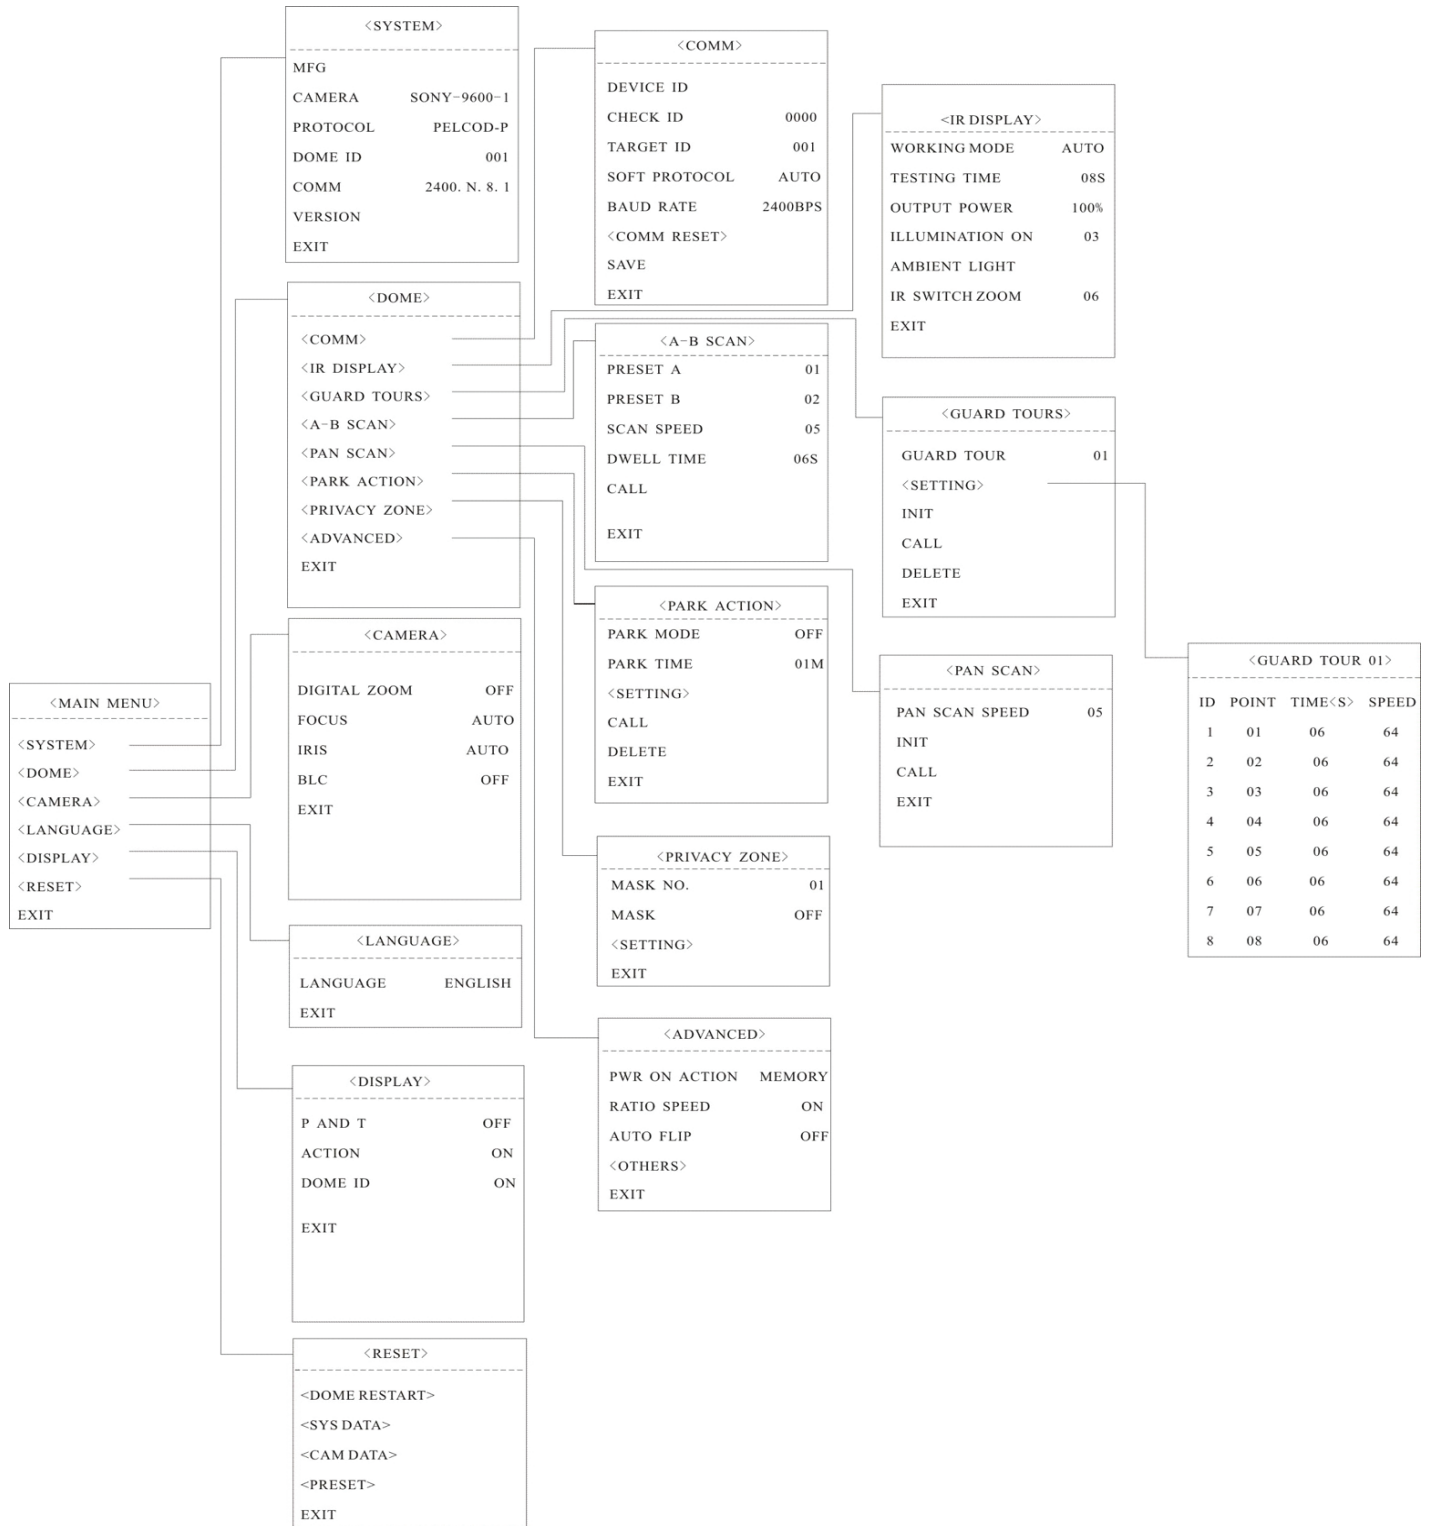 <SYSTEM>
MFG
CAMERA SONY-9600-1
PROTOCOL PELCOD-P
DOME ID 001
COMM 2400. N. 8. 1
VERSION
EXIT
<COMM>
DEVICE ID
CHECK ID 0000
TARGET ID 001
SOFT PROTOCOL AUTO
BAUD RATE 2400BPS
<COMM RESET>
SAVE
EXIT
<IR DISPLAY>
WORKING MODE AUTO
TESTING TIME 08S
OUTPUT POWER 100%
ILLUMINATION ON 03
AMBIENT LIGHT
IR SWITCH ZOOM 06
EXIT
<DOME>
<COMM>
<IR DISPLAY>
<GUARD TOURS>
<A-B SCAN>
<PAN SCAN>
<PARK ACTION>
<PRIVACY ZONE>
<ADVANCED>
EXIT
<A-B SCAN>
PRESET A 01
PRESET B 02
SCAN SPEED 05
DWELL TIME 06S
CALL
EXIT
<GUARD TOURS>
GUARD TOUR 01
<SETTING>
INIT
CALL
DELETE
EXIT
<CAMERA>
DIGITAL ZOOM OFF
FOCUS AUTO
IRIS AUTO
BLC OFF
EXIT
<PARK ACTION>
PARK MODE OFF
PARK TIME 01M
<SETTING>
CALL
DELETE
EXIT
<PAN SCAN>
PAN SCAN SPEED 05
INIT
CALL
EXIT
<GUARD TOUR 01>
ID POINT TIME<S> SPEED
1 01 06 64
2 02 06 64
3 03 06 64
4 04 06 64
5 05 06 64
6 06 06 64
7 07 06 64
8 08 06 64
<MAIN MENU>
<SYSTEM>
<DOME>
<CAMERA>
<LANGUAGE>
<DISPLAY>
<RESET>
EXIT
<PRIVACY ZONE>
MASK NO. 01
MASK OFF
<SETTING>
EXIT
<LANGUAGE>
LANGUAGE ENGLISH
EXIT
<ADVANCED>
PWR ON ACTION MEMORY
RATIO SPEED ON
AUTO FLIP OFF
<OTHERS>
EXIT
<DISPLAY>
P AND T OFF
ACTION ON
DOME ID ON
EXIT
<RESET>
<DOME RESTART>
<SYS DATA>
<CAM DATA>
<PRESET>
EXIT